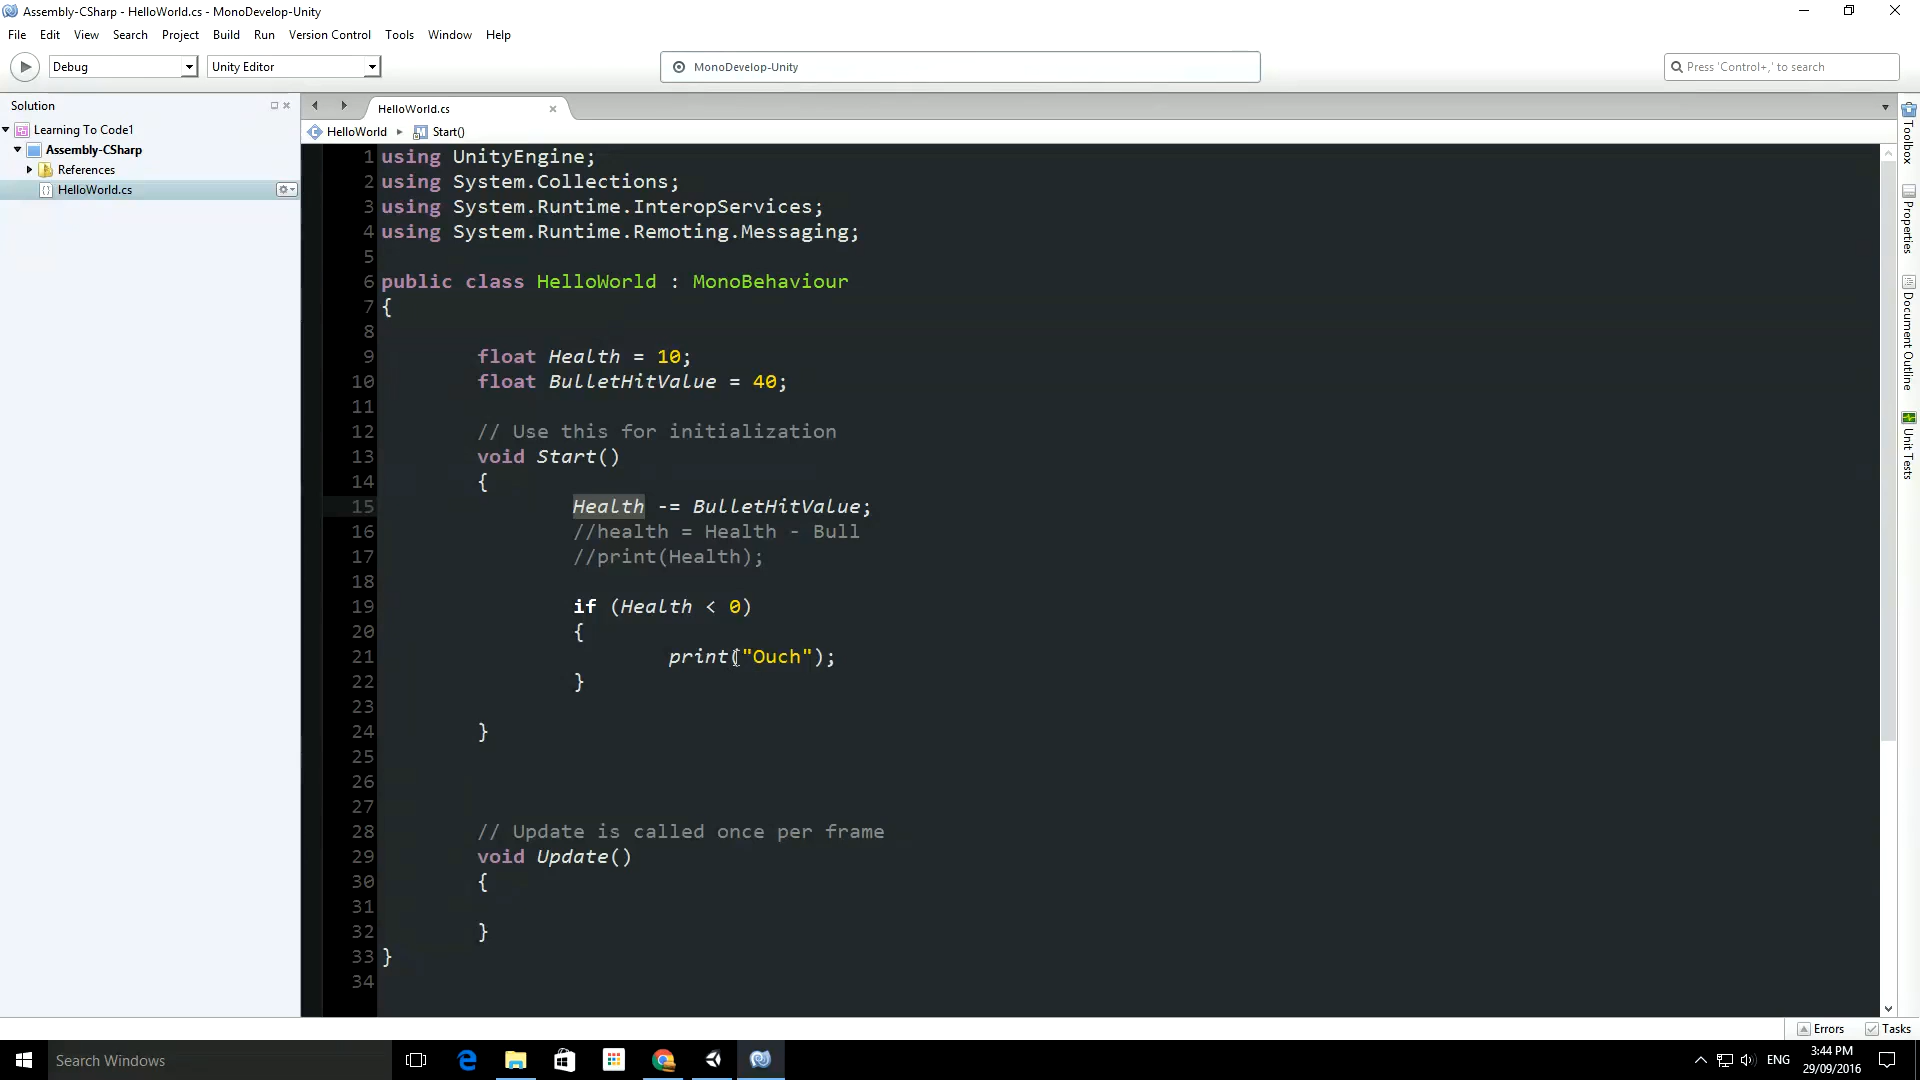 Assembly-CSharp - HelloWorld.cs - MonoDevelop-Unity
File Edit View Search Project Build Run Version Control Tools Window Help
Debug Unity Editor MonoDevelop-Unity Press 'Control+,' to search
Solution
Learning To Code1
Assembly-CSharp
References
HelloWorld.cs
HelloWorld.cs
HelloWorld Start()
1 using UnityEngine;
2 using System.Collections;
3 using System.Runtime.InteropServices;
4 using System.Runtime.Remoting.Messaging;
5
6 public class HelloWorld : MonoBehaviour
7 {
8
9 float Health = 10;
10 float BulletHitValue = 40;
11
12 // Use this for initialization
13 void Start()
14 {
15 Health -= BulletHitValue;
16 //health = Health - Bull
17 //print(Health);
18
19 if (Health < 0)
20 {
21 print("Ouch");
22 }
23
24 }
25
26
27
28 // Update is called once per frame
29 void Update()
30 {
31
32 }
33 }
34
Toolbox
Properties
Document Outline
Unit Tests
Errors Tasks
Search Windows
ENG
3:44 PM
29/09/2016